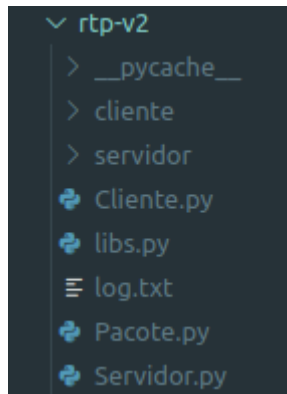 rtp-v2
__pycache__
cliente
servidor
Cliente.py
libs.py
log.txt
Pacote.py
Servidor.py